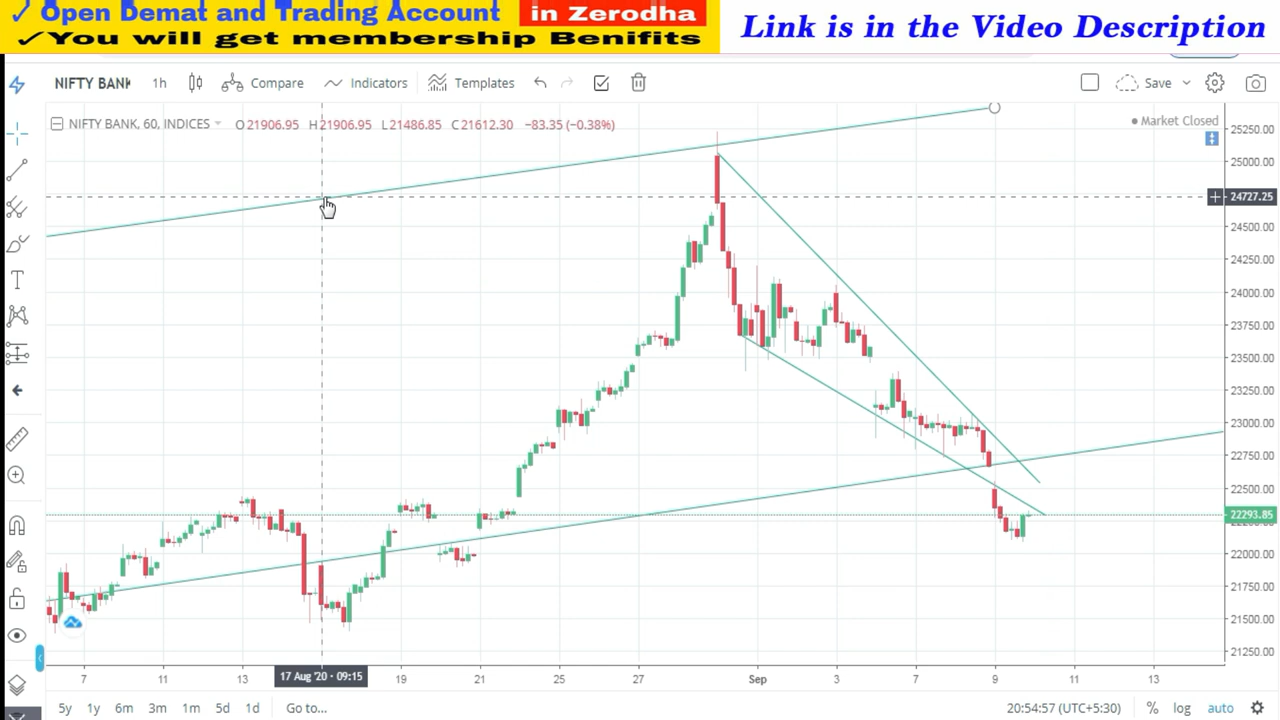 ✓ Open Demat and Trading Account in Zerodha
✓You will get membership Benifits
Link is in the Video Description
NIFTY BANK 1h Compare Indicators Templates Save
NIFTY BANK, 60, INDICES O21906.95 H21906.95 L21486.85 C21612.30 −83.35 (−0.38%)
Market Closed
25250.00
25000.00
24727.25
24500.00
24250.00
24000.00
23750.00
23500.00
23250.00
23000.00
22750.00
22500.00
22293.85
22000.00
21750.00
21500.00
21250.00
7 11 13 17 Aug '20 - 09:15 19 21 25 27 Sep 3 7 9 11 13
5y 1y 6m 3m 1m 5d 1d Go to... 20:54:57 (UTC+5:30) % log auto